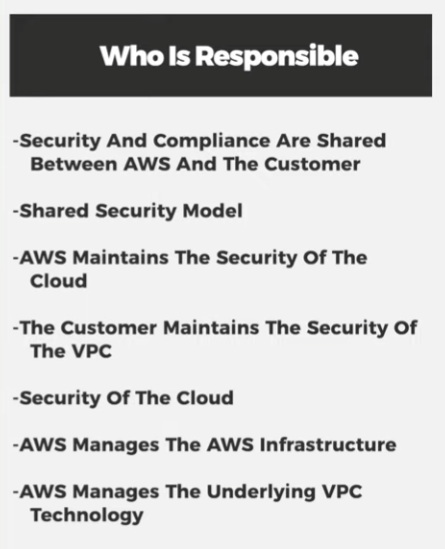 Who Is Responsible
-Security And Compliance Are Shared
Between AWS And The Customer
-Shared Security Model
-AWS Maintains The Security Of The
Cloud
-The Customer Maintains The Security Of
The VPC
-Security Of The Cloud
-AWS Manages The AWS Infrastructure
-AWS Manages The Underlying VPC
Technology